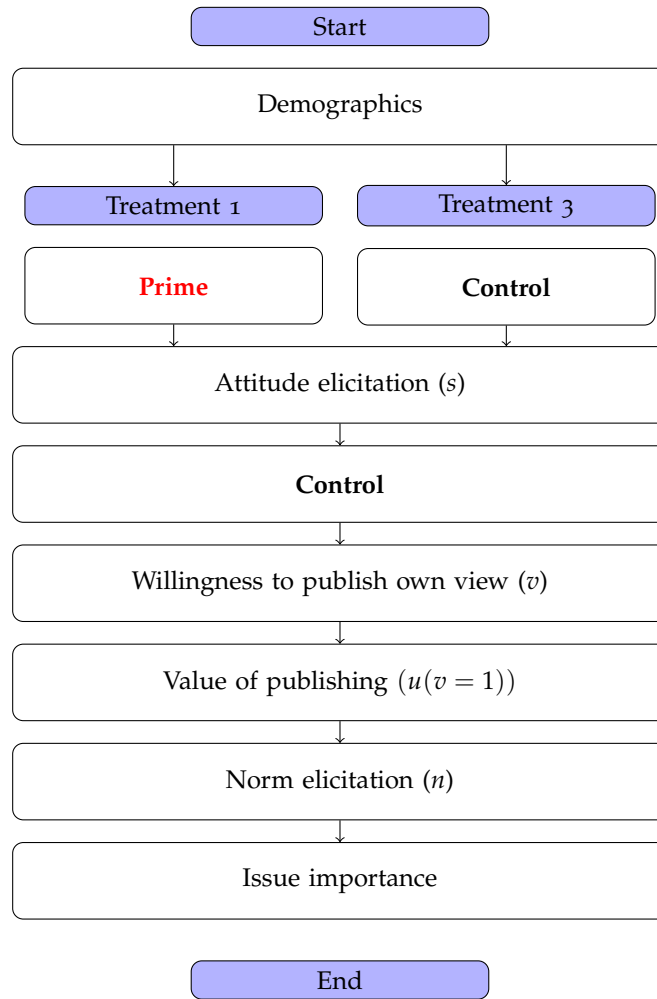 Start
Demographics
Treatment 1
Treatment 3
Prime
Control
Attitude elicitation (s)
Control
Willingness to publish own view (v)
Value of publishing (u(v = 1))
Norm elicitation (n)
Issue importance
End